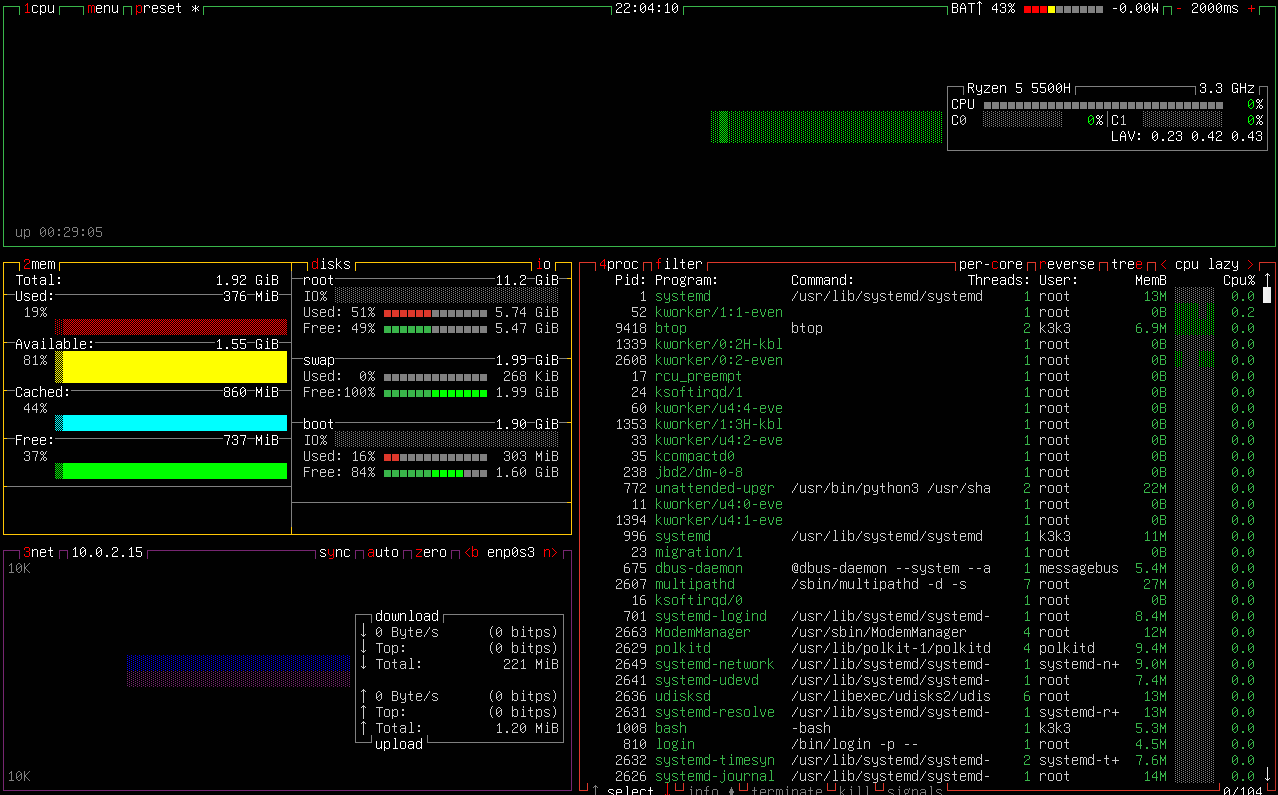 1cpu menu preset * 22:04:10 BAT↑ 43% -0.00W - 2000ms +
Ryzen 5 5500H 3.3 GHz
CPU 0%
C0 0% C1 0%
LAV: 0.23 0.42 0.43
up 00:29:05
2mem
Total: 1.92 GiB
Used: 376 MiB
19%
Available: 1.55 GiB
81%
Cached: 860 MiB
44%
Free: 737 MiB
37%
disks io
root 11.2 GiB
IO%
Used: 51% 5.74 GiB
Free: 49% 5.47 GiB
swap 1.99 GiB
Used: 0% 268 KiB
Free:100% 1.99 GiB
boot 1.90 GiB
IO%
Used: 16% 303 MiB
Free: 84% 1.60 GiB
3net 10.0.2.15 sync auto zero <b enp0s3 n>
10K
download
↓ 0 Byte/s (0 bitps)
↓ Top: (0 bitps)
↓ Total: 221 MiB
↑ 0 Byte/s (0 bitps)
↑ Top: (0 bitps)
↑ Total: 1.20 MiB
upload
10K
4proc filter per-core reverse tree < cpu lazy >
Pid: Program: Command: Threads: User: MemB Cpu% ↑
1 systemd /usr/lib/systemd/systemd 1 root 13M 0.0
52 kworker/1:1-even 1 root 0B 0.2
9418 btop btop 2 k3k3 6.9M 0.0
1339 kworker/0:2H-kbl 1 root 0B 0.0
2608 kworker/0:2-even 1 root 0B 0.0
17 rcu_preempt 1 root 0B 0.0
24 ksoftirqd/1 1 root 0B 0.0
60 kworker/u4:4-eve 1 root 0B 0.0
1353 kworker/1:3H-kbl 1 root 0B 0.0
33 kworker/u4:2-eve 1 root 0B 0.0
35 kcompactd0 1 root 0B 0.0
238 jbd2/dm-0-8 1 root 0B 0.0
772 unattended-upgr /usr/bin/python3 /usr/sha 2 root 22M 0.0
11 kworker/u4:0-eve 1 root 0B 0.0
1394 kworker/u4:1-eve 1 root 0B 0.0
996 systemd /usr/lib/systemd/systemd 1 k3k3 11M 0.0
23 migration/1 1 root 0B 0.0
675 dbus-daemon @dbus-daemon --system --a 1 messagebus 5.4M 0.0
2607 multipathd /sbin/multipathd -d -s 7 root 27M 0.0
16 ksoftirqd/0 1 root 0B 0.0
701 systemd-logind /usr/lib/systemd/systemd- 1 root 8.4M 0.0
2663 ModemManager /usr/sbin/ModemManager 4 root 12M 0.0
2629 polkitd /usr/lib/polkit-1/polkitd 4 polkitd 9.4M 0.0
2649 systemd-network /usr/lib/systemd/systemd- 1 systemd-n+ 9.0M 0.0
2641 systemd-udevd /usr/lib/systemd/systemd- 1 root 7.4M 0.0
2636 udisksd /usr/libexec/udisks2/udis 6 root 13M 0.0
2631 systemd-resolve /usr/lib/systemd/systemd- 1 systemd-r+ 13M 0.0
1008 bash -bash 1 k3k3 5.3M 0.0
810 login /bin/login -p -- 1 root 4.5M 0.0
2632 systemd-timesyn /usr/lib/systemd/systemd- 2 systemd-t+ 7.6M 0.0
2626 systemd-journal /usr/lib/systemd/systemd- 1 root 14M 0.0 ↓
↑ select ↓ info terminate kill signals 0/104